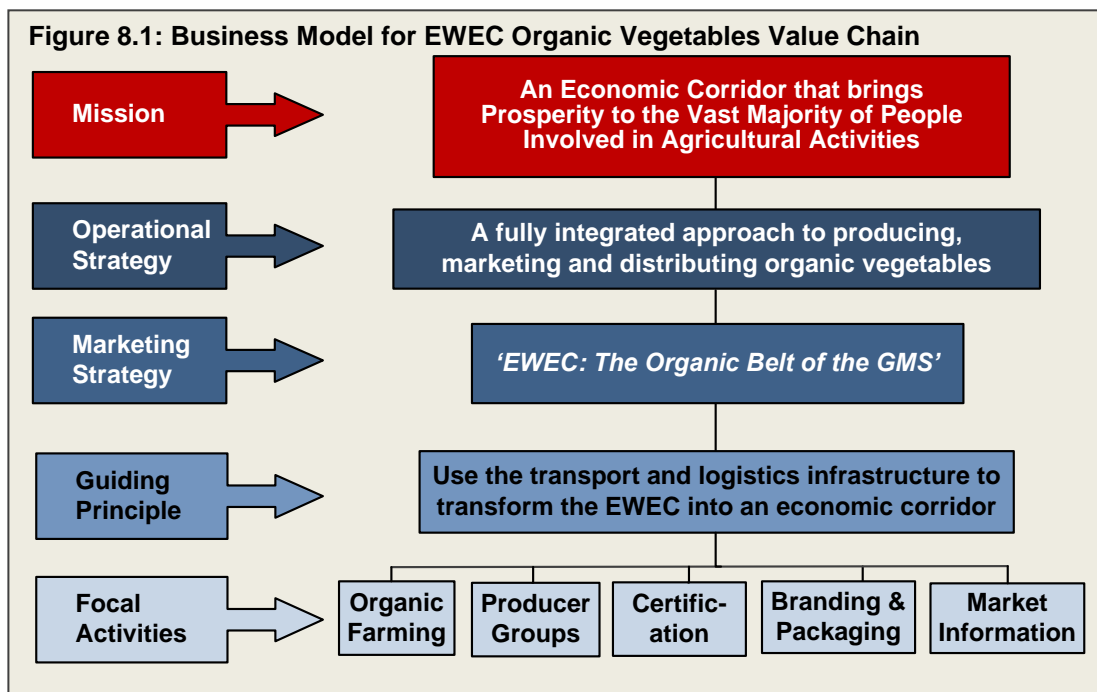 Figure 8.1: Business Model for EWEC Organic Vegetables Value Chain
Mission
An Economic Corridor that brings
Prosperity to the Vast Majority of People
Involved in Agricultural Activities
Operational
Strategy
A fully integrated approach to producing,
marketing and distributing organic vegetables
Marketing
Strategy
‘EWEC: The Organic Belt of the GMS’
Guiding
Principle
Use the transport and logistics infrastructure to
transform the EWEC into an economic corridor
Focal
Activities
Organic
Farming
Producer
Groups
Certific-
ation
Branding &
Packaging
Market
Information